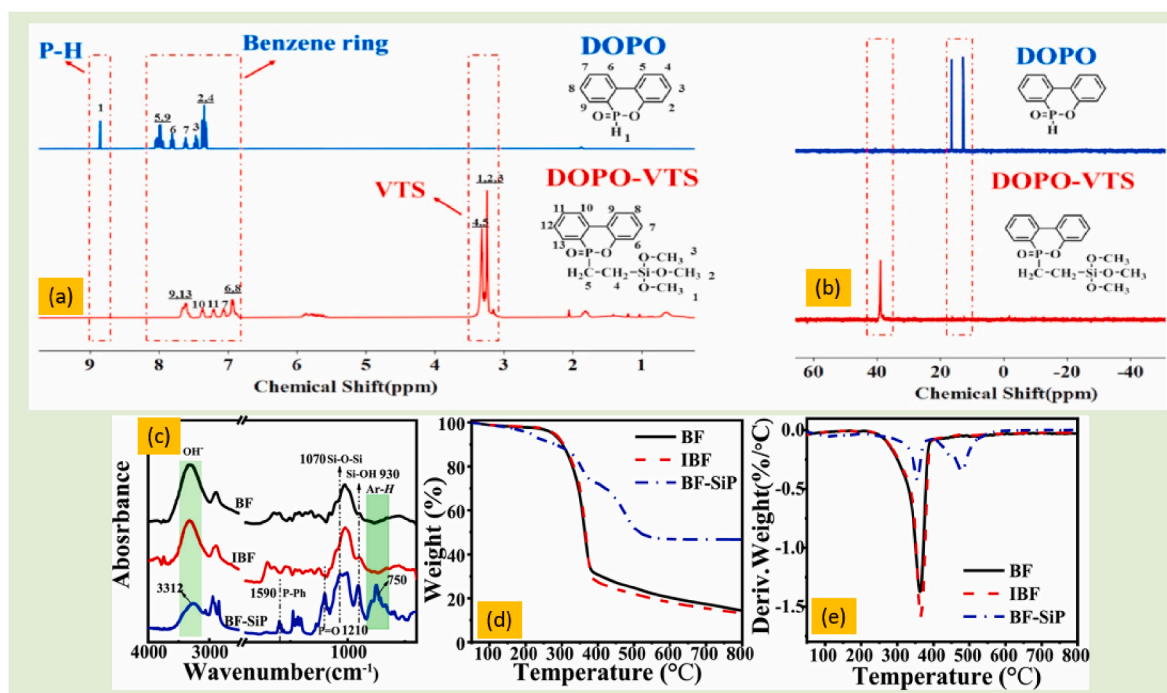 P-H
Benzene ring
DOPO
7 6 5 4
8 3
9 2
O=P-O
H
1
1
5,9 6 7 3 2,4
VTS
1,2,3
4,5
DOPO-VTS
11 10 9 8
12 7
13 6
O=P-O
O-CH3 3
H2C-CH2-Si-O-CH3 2
O-CH3 1
5 4
9,13 10 11 7 6,8
(a)
9 8 7 6 5 4 3 2 1
Chemical Shift(ppm)
DOPO
O=P-O
H
DOPO-VTS
O=P-O
O-CH3
H2C-CH2-Si-O-CH3
O-CH3
(b)
60 40 20 0 -20 -40
Chemical Shift(ppm)
(c)
OH-
1070 Si-O-Si
Si-OH 930
Ar-H
BF
IBF
3312
1590 P-Ph
750
BF-SiP
P=O 1210
Abosrbance
4000 3000 2000 1000
Wavenumber(cm-1)
100
80
60
40
20
0
Weight (%)
BF
IBF
BF-SiP
(d)
100 200 300 400 500 600 700 800
Temperature (°C)
0.0
-0.5
-1.0
-1.5
Deriv.Weight(%/°C)
BF
IBF
BF-SiP
(e)
100 200 300 400 500 600 700 800
Temperature (°C)